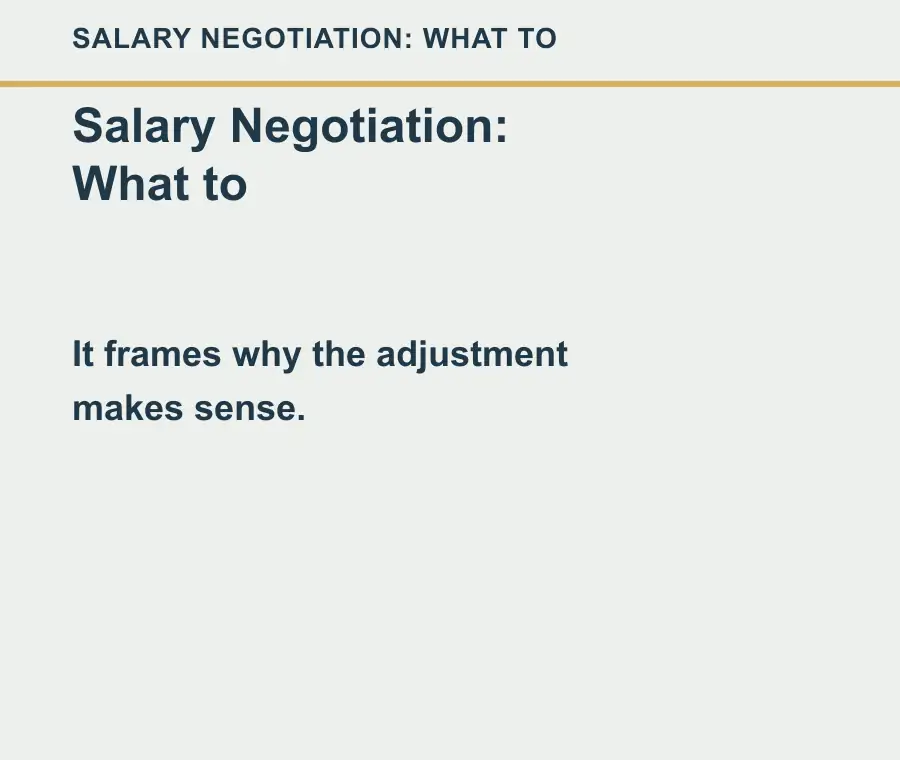 SALARY NEGOTIATION: WHAT TO
Salary Negotiation:
What to
It frames why the adjustment
makes sense.